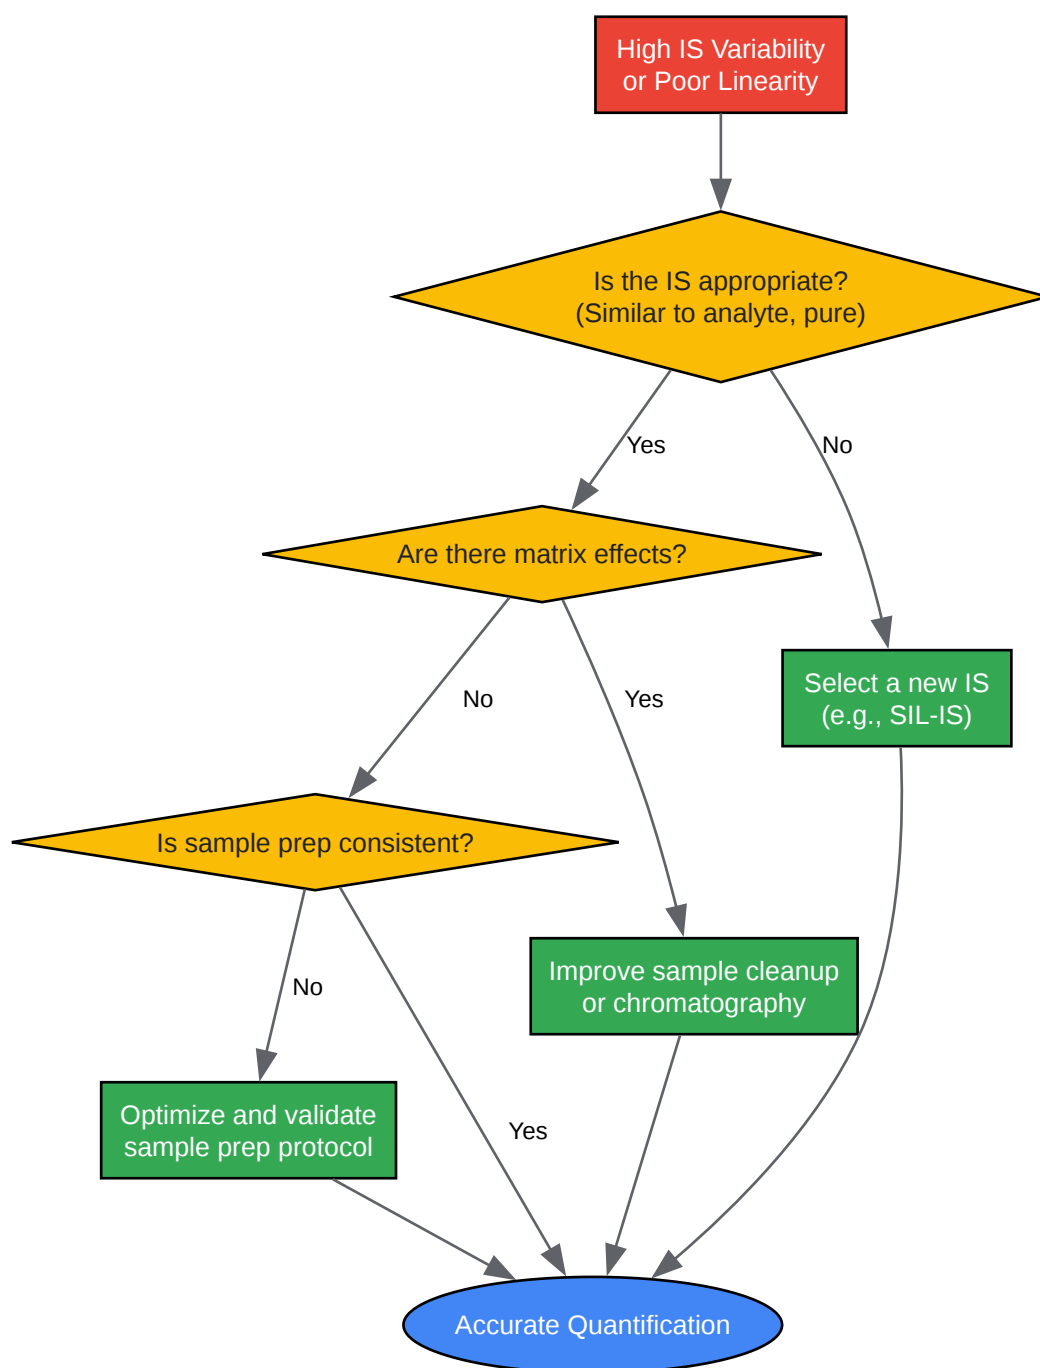 High IS Variability
or Poor Linearity
Is the IS appropriate?
(Similar to analyte, pure)
Yes
No
Are there matrix effects?
No
Yes
Select a new IS
(e.g., SIL-IS)
Is sample prep consistent?
No
Yes
Improve sample cleanup
or chromatography
Optimize and validate
sample prep protocol
Accurate Quantification